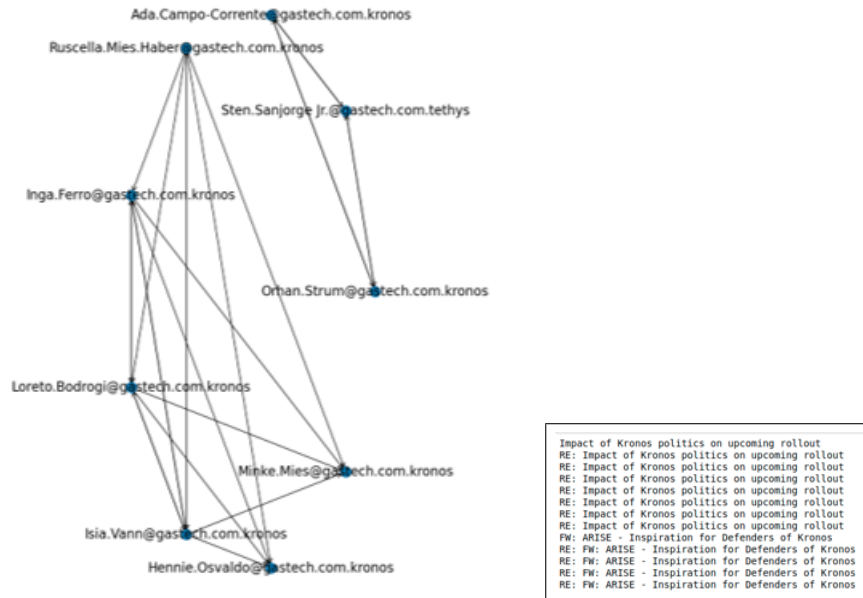 Ada.Campo-Corrente@gastech.com.kronos
Ruscella.Mies.Haber@gastech.com.kronos
Sten.Sanjorge Jr.@gastech.com.tethys
Inga.Ferro@gastech.com.kronos
Orhan.Strum@gastech.com.kronos
Loreto.Bodrogi@gastech.com.kronos
Minke.Mies@gastech.com.kronos
Isia.Vann@gastech.com.kronos
Hennie.Osvaldo@gastech.com.kronos
Impact of Kronos politics on upcoming rollout
RE: Impact of Kronos politics on upcoming rollout
RE: Impact of Kronos politics on upcoming rollout
RE: Impact of Kronos politics on upcoming rollout
RE: Impact of Kronos politics on upcoming rollout
RE: Impact of Kronos politics on upcoming rollout
RE: Impact of Kronos politics on upcoming rollout
RE: Impact of Kronos politics on upcoming rollout
FW: ARISE - Inspiration for Defenders of Kronos
RE: FW: ARISE - Inspiration for Defenders of Kronos
RE: FW: ARISE - Inspiration for Defenders of Kronos
RE: FW: ARISE - Inspiration for Defenders of Kronos
RE: FW: ARISE - Inspiration for Defenders of Kronos